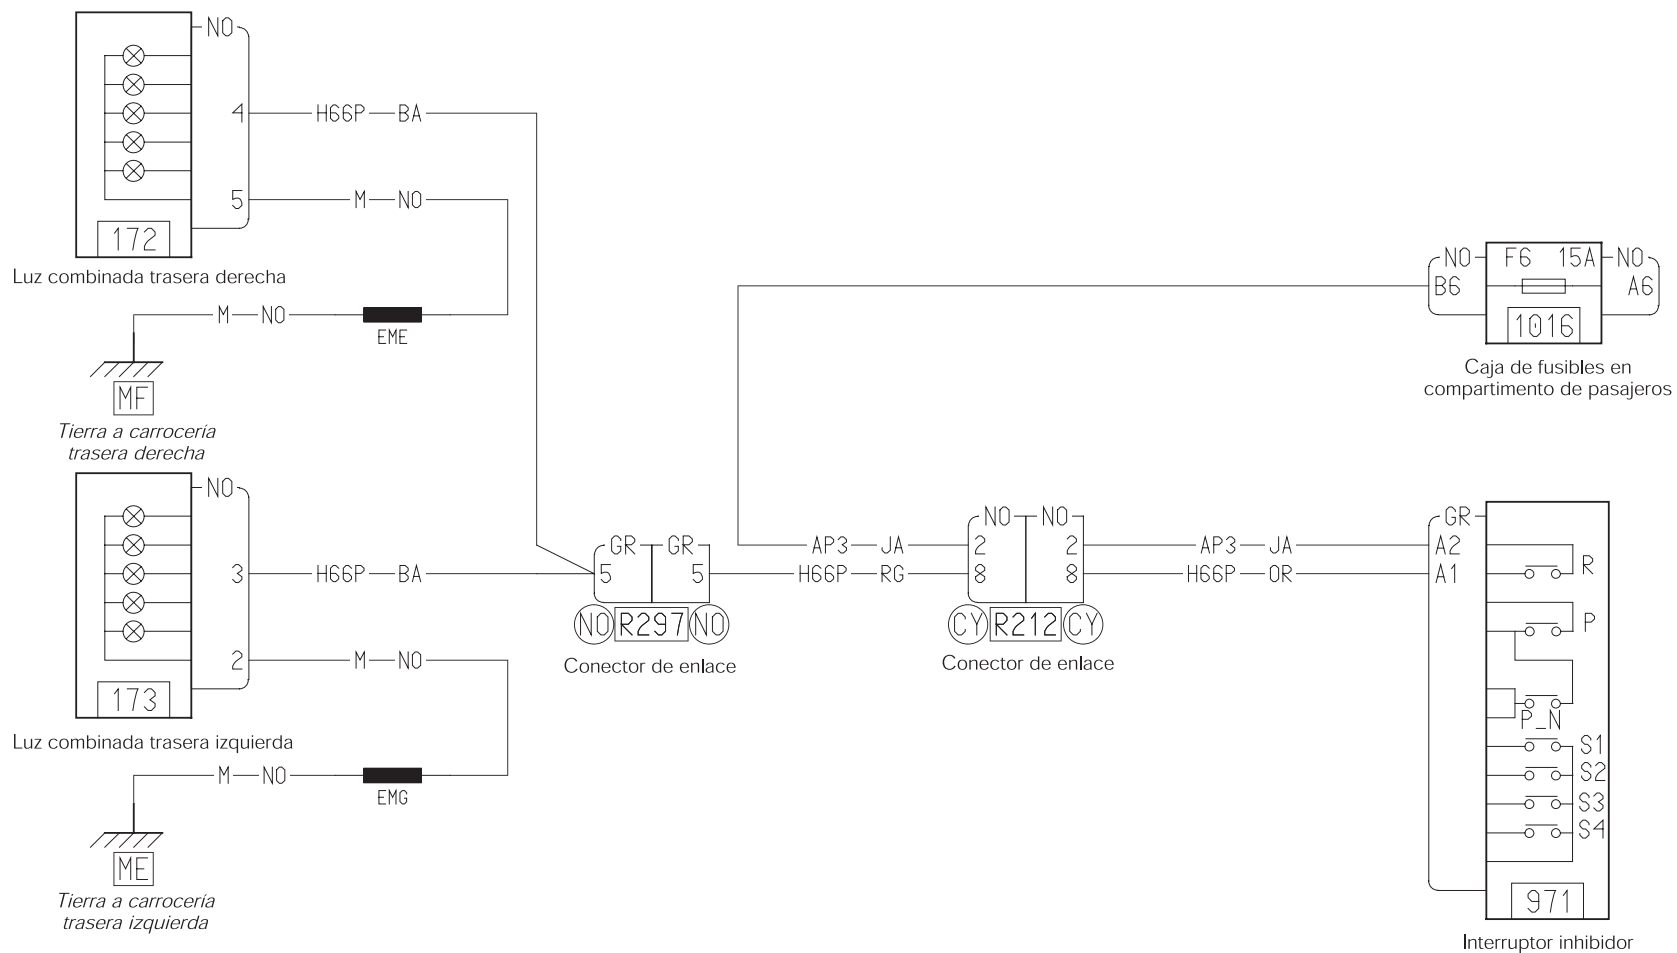 NO
4 H66P BA
5 M NO
172
Luz combinada trasera derecha
M NO
EME
MF
Tierra a carrocería
trasera derecha
NO F6 15A NO
B6 A6
1016
Caja de fusibles en
compartimento de pasajeros
NO
3 H66P BA
2 M NO
173
Luz combinada trasera izquierda
M NO
EMG
ME
Tierra a carrocería
trasera izquierda
GR GR
5 5
NO R297 NO
Conector de enlace
AP3 JA
H66P RG
NO NO
2 2
8 8
CY R212 CY
Conector de enlace
AP3 JA
H66P OR
GR
A2
A1
R
P
P_N
S1
S2
S3
S4
971
Interruptor inhibidor